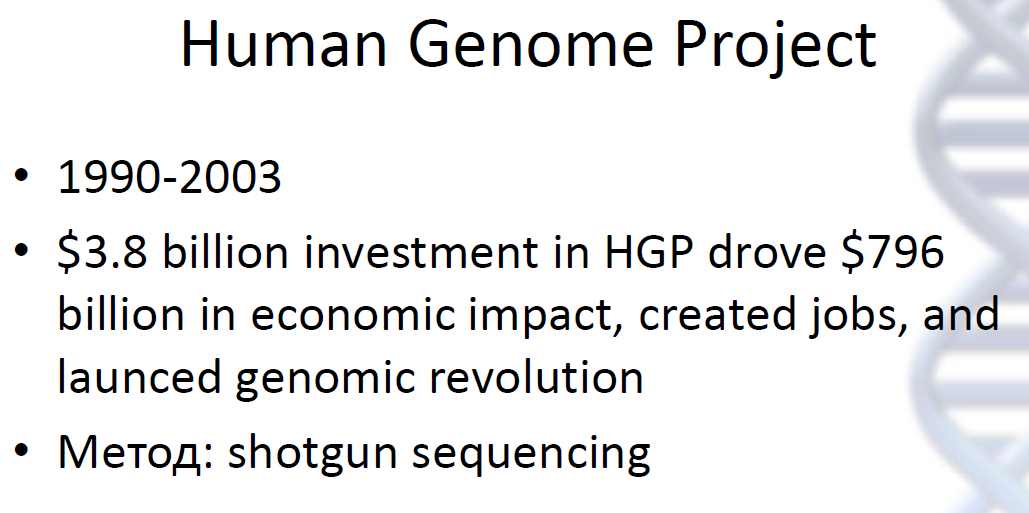 Human Genome Project
• 1990-2003
• $3.8 billion investment in HGP drove $796
billion in economic impact, created jobs, and
launced genomic revolution
• Метод: shotgun sequencing